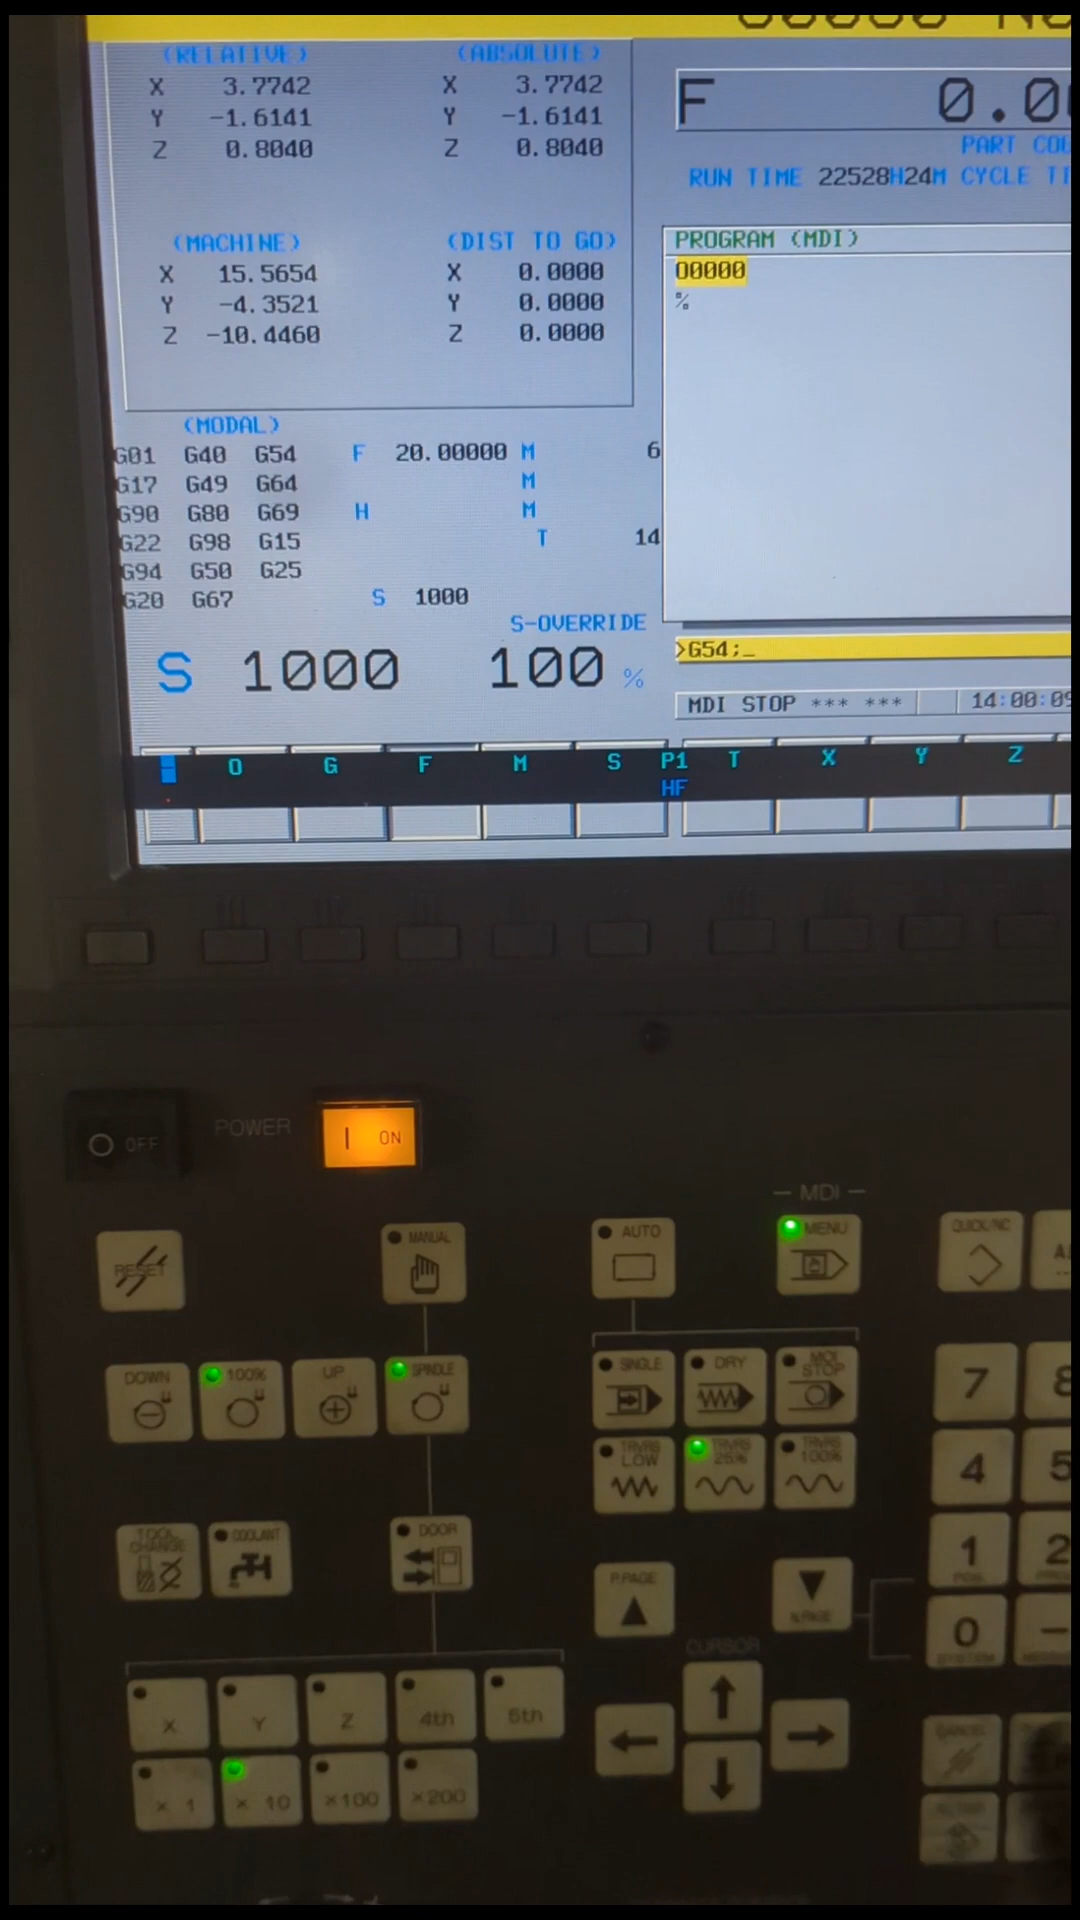 (RELATIVE) (ABSOLUTE)
X 3.7742 X 3.7742
Y -1.6141 Y -1.6141
Z 0.8040 Z 0.8040
F 0.0
PART COU
RUN TIME 22528H24M CYCLE TI
(MACHINE) (DIST TO GO)
X 15.5654 X 0.0000
Y -4.3521 Y 0.0000
Z -10.4460 Z 0.0000
PROGRAM (MDI)
O0000
%
(MODAL)
G01 G40 G54 F 20.00000 M 6
G17 G49 G64 M
G90 G80 G69 H M
G22 G98 G15 T 14
G94 G50 G25
G20 G67 S 1000
S-OVERRIDE
S 1000 100 %
>G54;_
MDI STOP *** *** 14:00:09
O G F M S P1 T X Y Z
HF
OFF POWER | ON
MDI
RESET MANUAL AUTO MENU QUICK/NC
DOWN 100% UP SPINDLE SINGLE DRY MOL STOP 7 8
TRVRS LOW TRVRS 25% TRVRS 100% 4 5
TOOL CHANGE COOLANT DOOR 1 2
P.PAGE N.PAGE 0 -
CURSOR
X Y Z 4th 5th
CANCEL
× 1 × 10 ×100 ×200